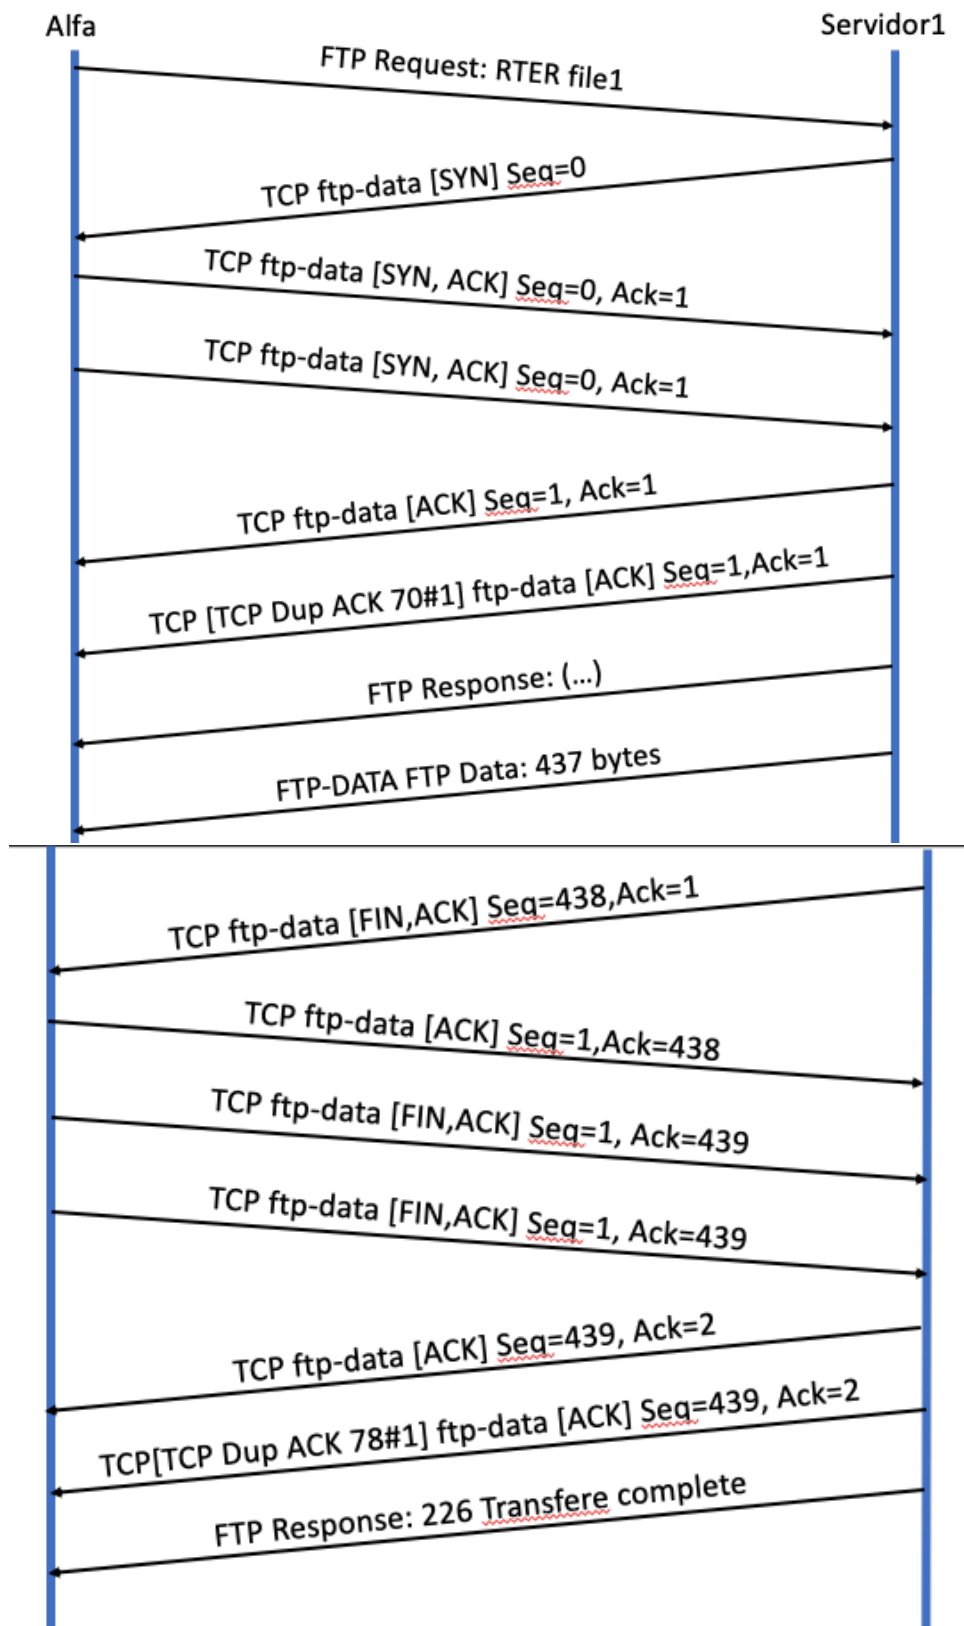 Alfa
Servidor1
FTP Request: RTER file1
TCP ftp-data [SYN] Seq=0
TCP ftp-data [SYN, ACK] Seq=0, Ack=1
TCP ftp-data [SYN, ACK] Seq=0, Ack=1
TCP ftp-data [ACK] Seq=1, Ack=1
TCP [TCP Dup ACK 70#1] ftp-data [ACK] Seq=1,Ack=1
FTP Response: (...)
FTP-DATA FTP Data: 437 bytes
TCP ftp-data [FIN,ACK] Seq=438,Ack=1
TCP ftp-data [ACK] Seq=1,Ack=438
TCP ftp-data [FIN,ACK] Seq=1, Ack=439
TCP ftp-data [FIN,ACK] Seq=1, Ack=439
TCP ftp-data [ACK] Seq=439, Ack=2
TCP[TCP Dup ACK 78#1] ftp-data [ACK] Seq=439, Ack=2
FTP Response: 226 Transfere complete